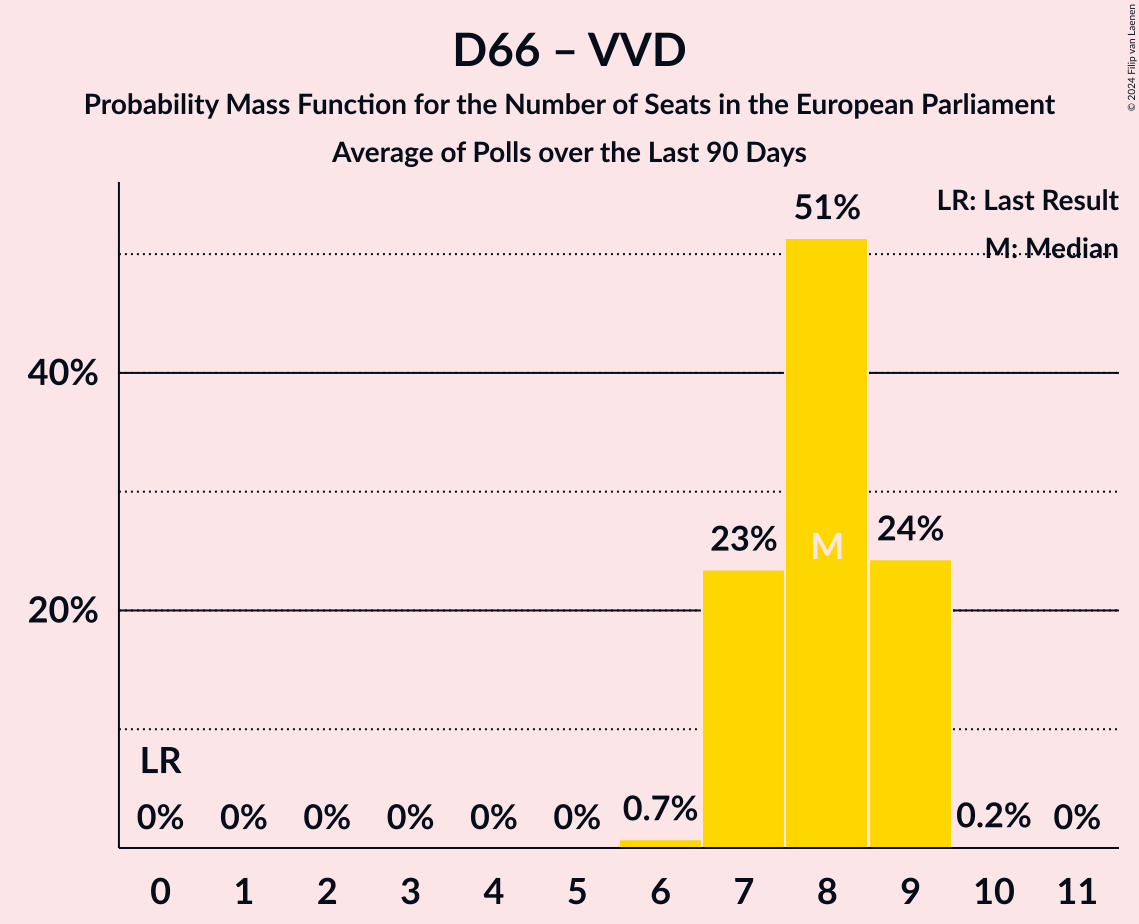 D66 – VVD
Probability Mass Function for the Number of Seats in the European Parliament
Average of Polls over the Last 90 Days
© 2024 Filip van Laenen
LR: Last Result
M: Median
51%
40%
24%
23%
M
20%
LR
0% 0% 0% 0% 0% 0% 0.7% 0.2% 0%
0 1 2 3 4 5 6 7 8 9 10 11